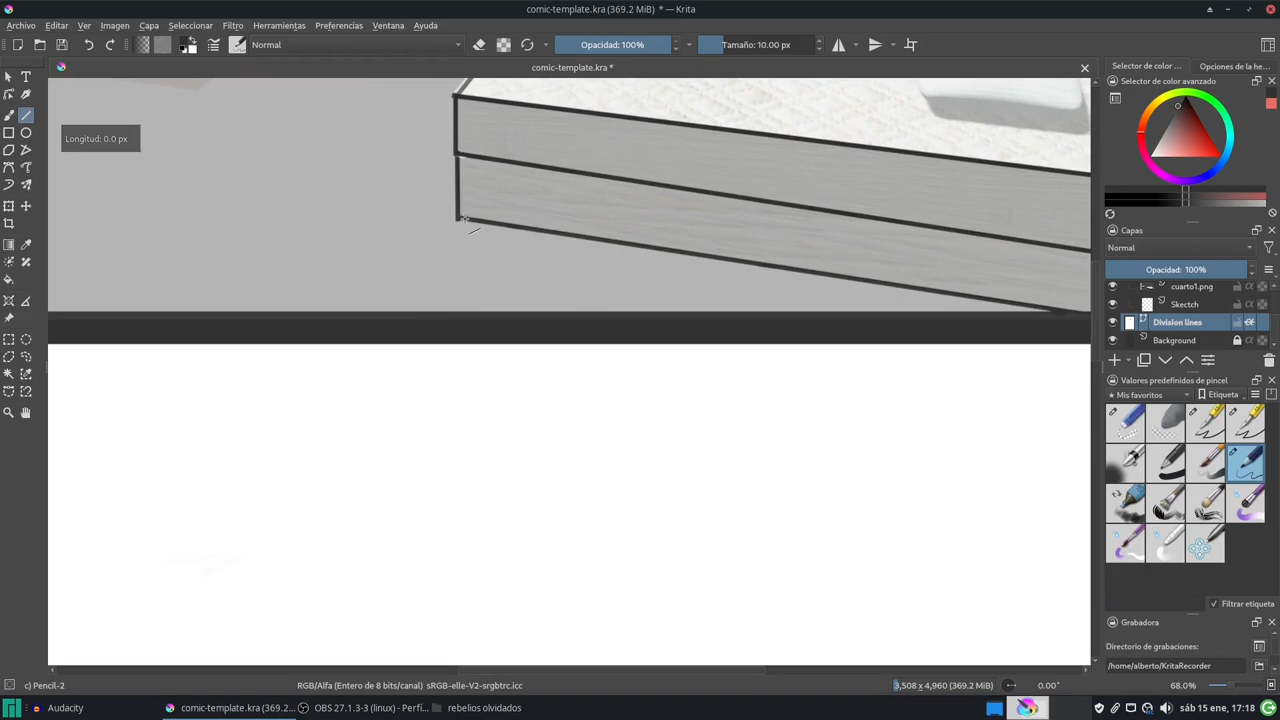 comic-template.kra (369.2 MiB) * — Krita
Archivo Editar Ver Imagen Capa Seleccionar Filtro Herramientas Preferencias Ventana Ayuda
Normal
Opacidad: 100%
Tamaño: 10.00 px
comic-template.kra *
Selector de color ...
Opciones de la he...
Selector de color avanzado
Longitud: 0.0 px
Capas
Normal
Opacidad: 100%
cuarto1.png
Skectch
Division lines
Background
Valores predefinidos de pincel
★ Mis favoritos
Etiqueta
Filtrar etiqueta
Grabadora
Directorio de grabaciones:
/home/alberto/KritaRecorder
c) Pencil-2
RGB/Alfa (Entero de 8 bits/canal) sRGB-elle-V2-srgbtrc.icc
3,508 x 4,960 (369.2 MiB)
0.00°
68.0%
Audacity
comic-template.kra (369.2...
OBS 27.1.3-3 (linux) - Perfi...
rebelios olvidados
sáb 15 ene, 17:18